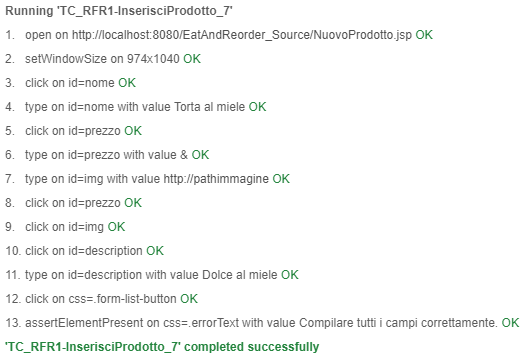 Running 'TC_RFR1-InserisciProdotto_7'
1. open on http://localhost:8080/EatAndReorder_Source/NuovoProdotto.jsp OK
2. setWindowSize on 974x1040 OK
3. click on id=nome OK
4. type on id=nome with value Torta al miele OK
5. click on id=prezzo OK
6. type on id=prezzo with value & OK
7. type on id=img with value http://pathimmagine OK
8. click on id=prezzo OK
9. click on id=img OK
10. click on id=description OK
11. type on id=description with value Dolce al miele OK
12. click on css=.form-list-button OK
13. assertElementPresent on css=.errorText with value Compilare tutti i campi correttamente. OK
'TC_RFR1-InserisciProdotto_7' completed successfully